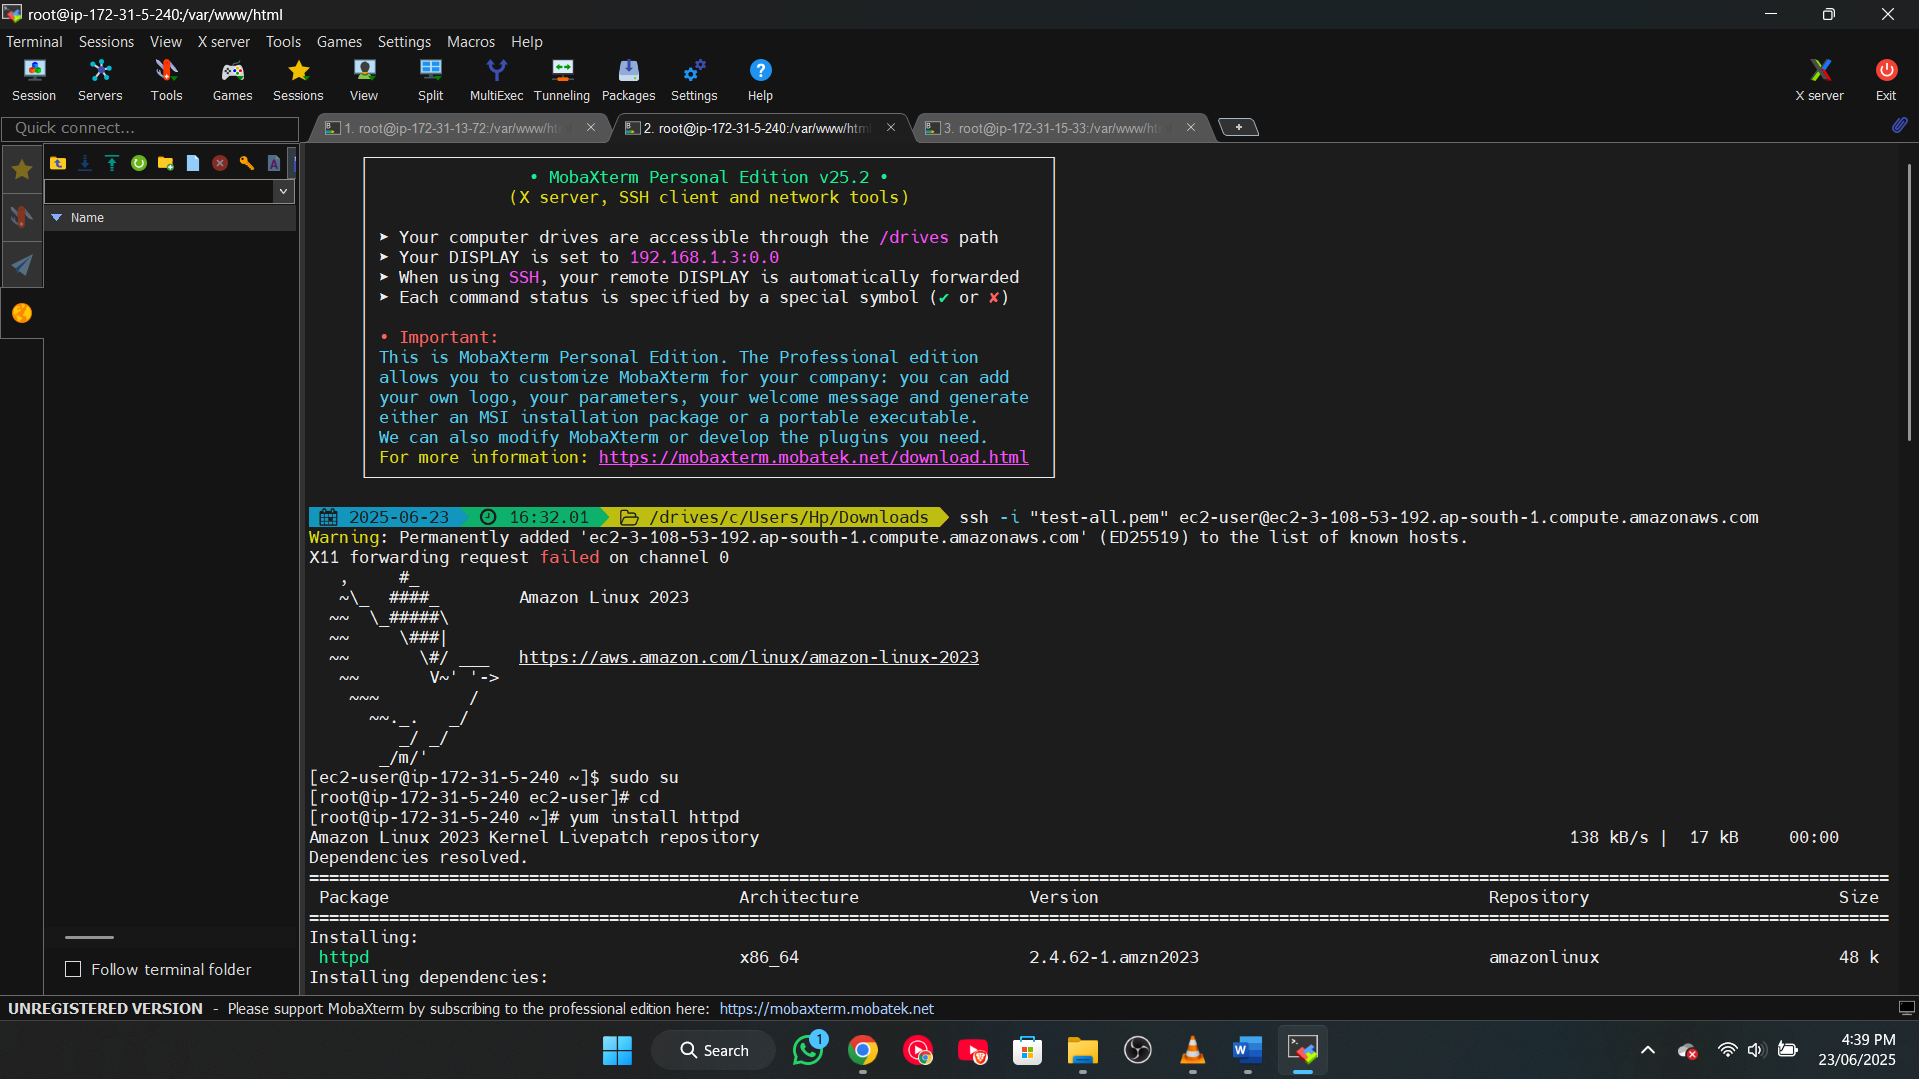 root@ip-172-31-5-240:/var/www/html
Terminal Sessions View X server Tools Games Settings Macros Help
Session Servers Tools Games Sessions View Split MultiExec Tunneling Packages Settings Help X server Exit
Quick connect...
1. root@ip-172-31-13-72:/var/www/ht
2. root@ip-172-31-5-240:/var/www/html
3. root@ip-172-31-15-33:/var/www/ht
Name
• MobaXterm Personal Edition v25.2 •
(X server, SSH client and network tools)
➤ Your computer drives are accessible through the /drives path
➤ Your DISPLAY is set to 192.168.1.3:0.0
➤ When using SSH, your remote DISPLAY is automatically forwarded
➤ Each command status is specified by a special symbol (✔ or ✘)
• Important:
This is MobaXterm Personal Edition. The Professional edition
allows you to customize MobaXterm for your company: you can add
your own logo, your parameters, your welcome message and generate
either an MSI installation package or a portable executable.
We can also modify MobaXterm or develop the plugins you need.
For more information: https://mobaxterm.mobatek.net/download.html
2025-06-23 16:32.01 /drives/c/Users/Hp/Downloads ssh -i "test-all.pem" ec2-user@ec2-3-108-53-192.ap-south-1.compute.amazonaws.com
Warning: Permanently added 'ec2-3-108-53-192.ap-south-1.compute.amazonaws.com' (ED25519) to the list of known hosts.
X11 forwarding request failed on channel 0
   ,     #_
   ~\_  ####_        Amazon Linux 2023
  ~~  \_#####\
  ~~     \###|
  ~~       \#/ ___   https://aws.amazon.com/linux/amazon-linux-2023
   ~~       V~' '->
    ~~~         /
      ~~._.   _/
         _/ _/
       _/m/'
[ec2-user@ip-172-31-5-240 ~]$ sudo su
[root@ip-172-31-5-240 ec2-user]# cd
[root@ip-172-31-5-240 ~]# yum install httpd
Amazon Linux 2023 Kernel Livepatch repository 138 kB/s | 17 kB 00:00
Dependencies resolved.
Package Architecture Version Repository Size
Installing:
httpd x86_64 2.4.62-1.amzn2023 amazonlinux 48 k
Installing dependencies:
Follow terminal folder
UNREGISTERED VERSION - Please support MobaXterm by subscribing to the professional edition here: https://mobaxterm.mobatek.net
Search
1
4:39 PM
23/06/2025